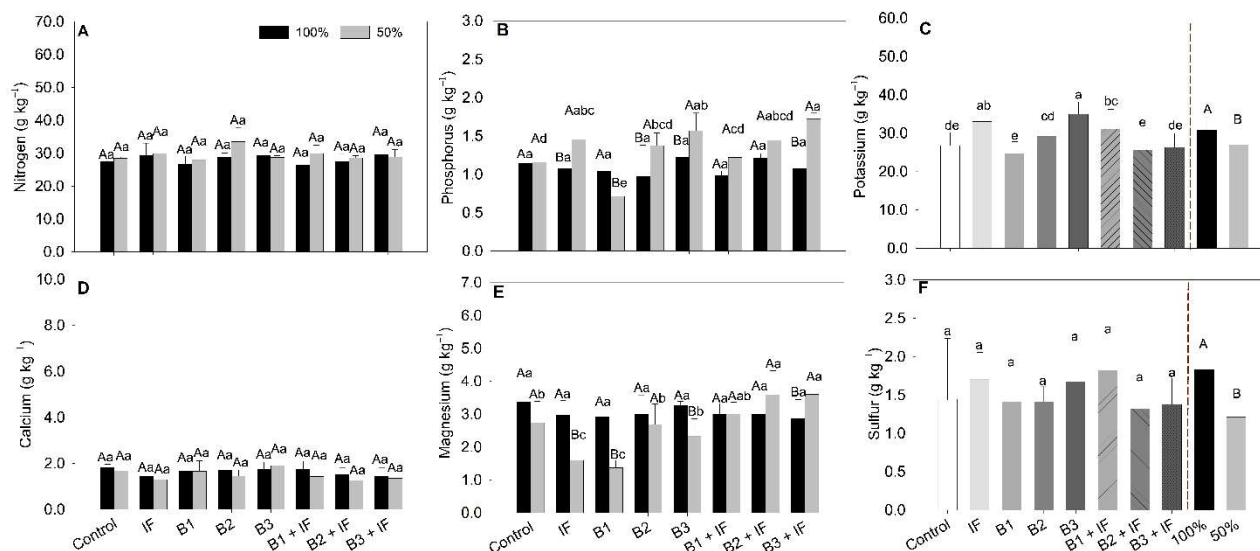 A
100% 50%
Nitrogen (g kg⁻¹)
70.0
60.0
50.0
40.0
30.0
20.0
10.0
0.0
Aa Aa Aa Aa Aa Aa Aa Aa Aa Aa Aa Aa Aa Aa Aa Aa
B
Phosphorus (g kg⁻¹)
3.0
2.5
2.0
1.5
1.0
0.5
0.0
Aa Ad Ba Aabc Aa Be Ba Abcd Ba Aab Aa Acd Aa Aabcd Ba Aa
C
Potassium (g kg⁻¹)
60.0
50.0
40.0
30.0
20.0
10.0
0.0
de ab e cd a bc e de A B
D
Calcium (g kg⁻¹)
10.0
8.0
6.0
4.0
2.0
0.0
Aa Aa Aa Aa Aa Aa Aa Aa Aa Aa Aa Aa Aa Aa Aa Aa
Control IF B1 B2 B3 B1 + IF B2 + IF B3 + IF
E
Magnesium (g kg⁻¹)
7.0
6.0
5.0
4.0
3.0
2.0
1.0
0.0
Aa Ab Aa Bc Aa Bc Aa Ab Aa Bb Aa Aab Aa Aa Ba Aa
Control IF B1 B2 B3 B1 + IF B2 + IF B3 + IF
F
Sulfur (g kg⁻¹)
3.0
2.5
2.0
1.5
1.0
0.5
0.0
a a a a a a a a A B
Control IF B1 B2 B3 B1 + IF B2 + IF B3 + IF 100% 50%